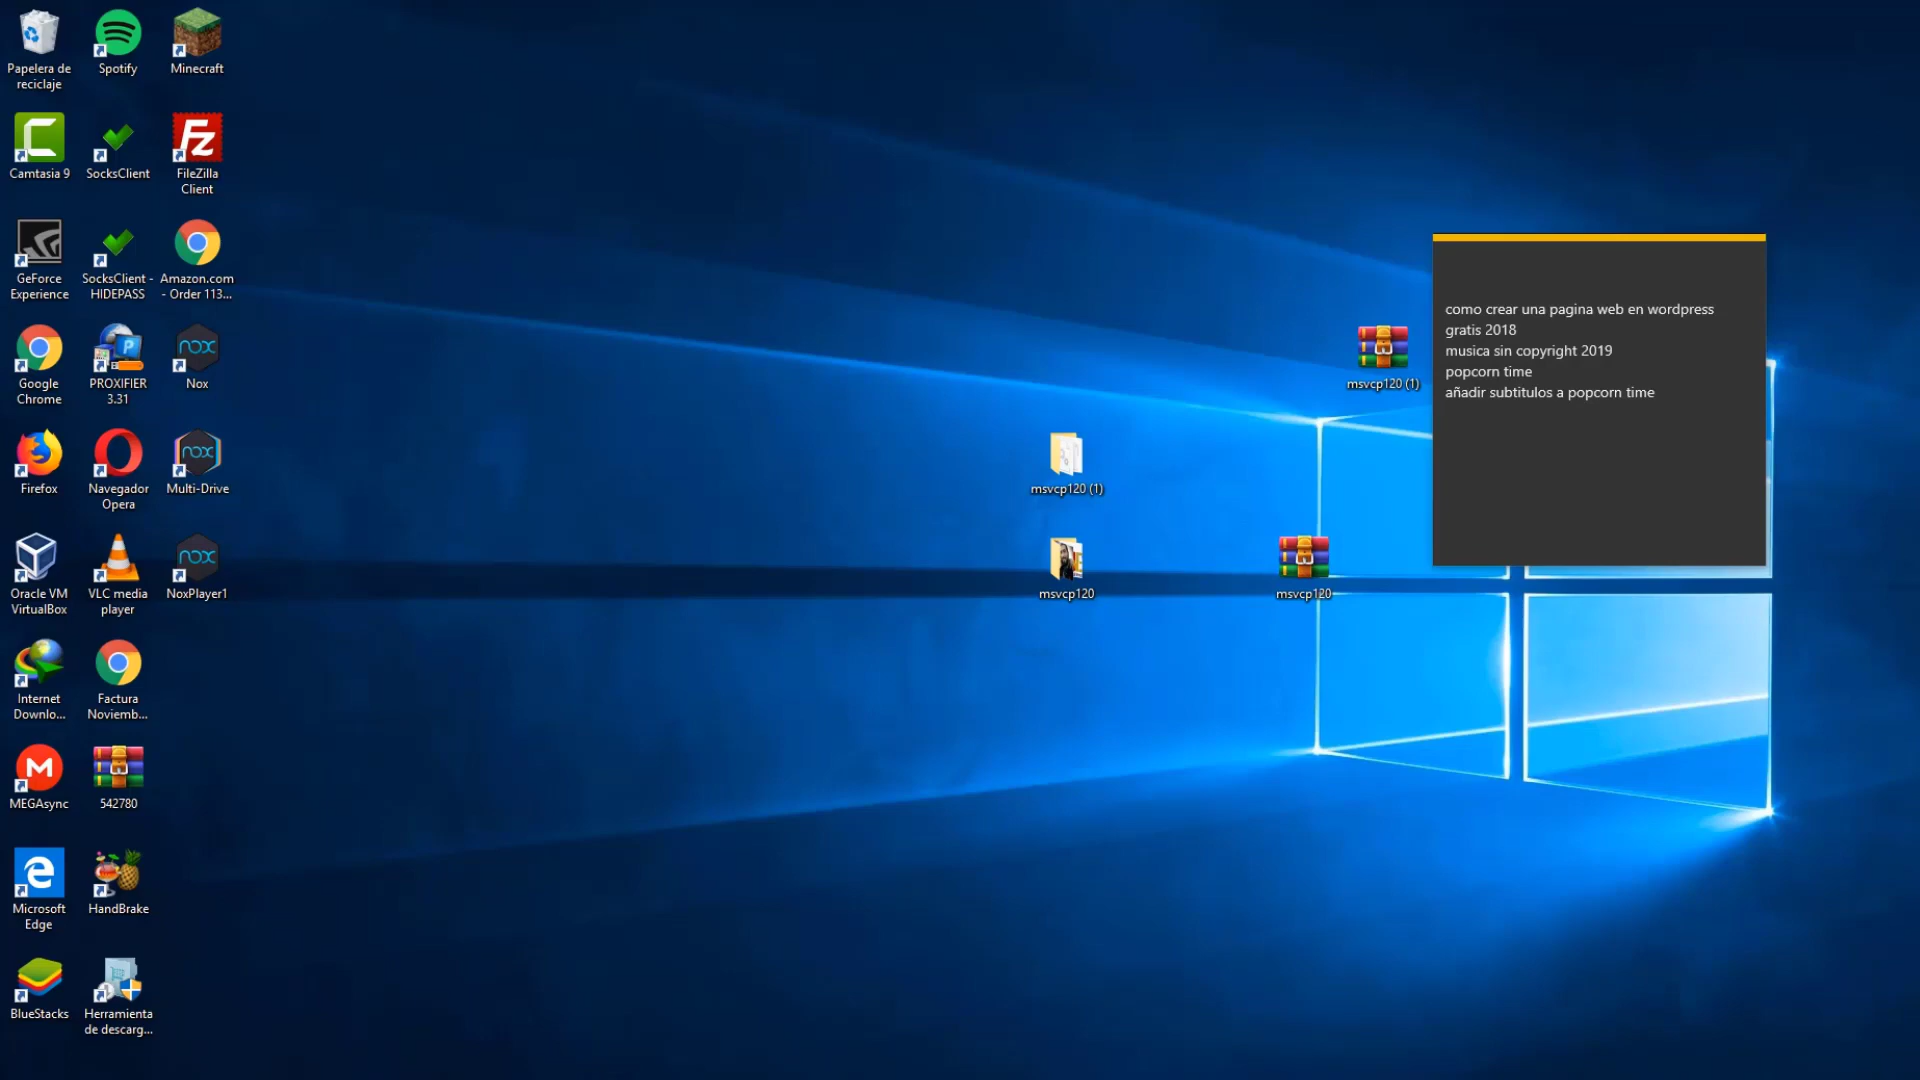 Papelera de
reciclaje
Spotify
Minecraft
Camtasia 9
SocksClient
FileZilla
Client
GeForce
Experience
SocksClient -
HIDEPASS
Amazon.com
- Order 113...
Google
Chrome
PROXIFIER
3.31
Nox
Firefox
Navegador
Opera
Multi-Drive
Oracle VM
VirtualBox
VLC media
player
NoxPlayer1
Internet
Downlo...
Factura
Noviemb...
MEGAsync
542780
Microsoft
Edge
HandBrake
BlueStacks
Herramienta
de descarg...
msvcp120 (1)
msvcp120
msvcp120 (1)
msvcp120
como crear una pagina web en wordpress
gratis 2018
musica sin copyright 2019
popcorn time
añadir subtitulos a popcorn time